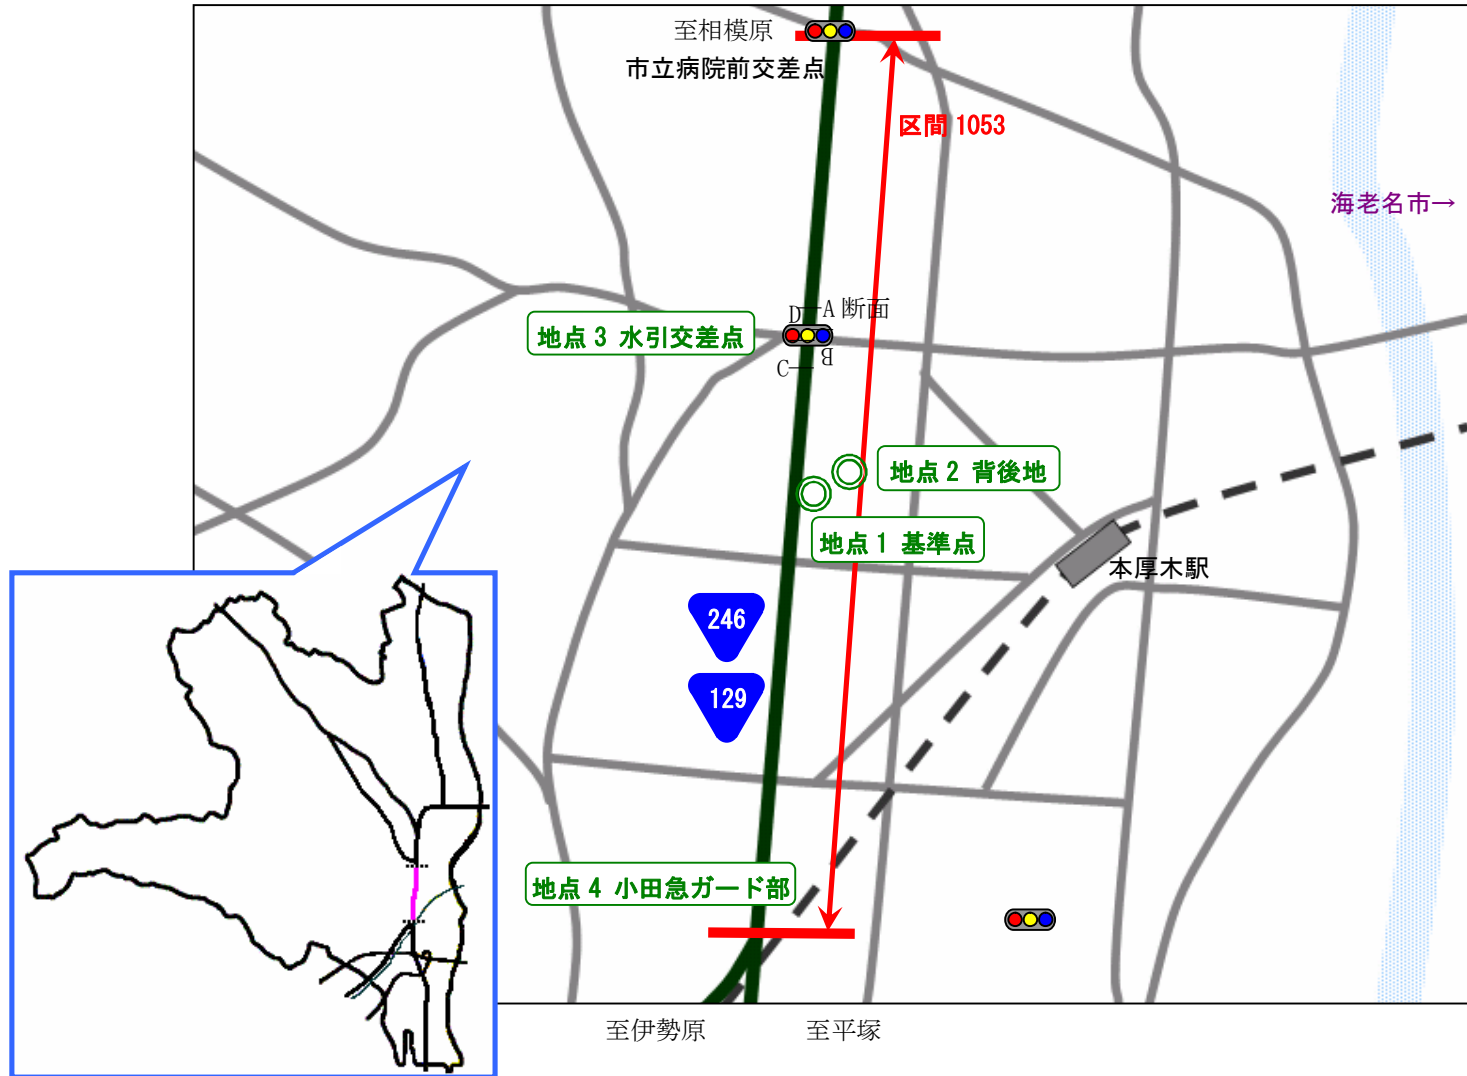 至相模原
市立病院前交差点
区間 1053
海老名市→
D
A 断面
地点 3 水引交差点
C
B
地点 2 背後地
地点 1 基準点
本厚木駅
246
129
地点 4 小田急ガード部
至伊勢原
至平塚